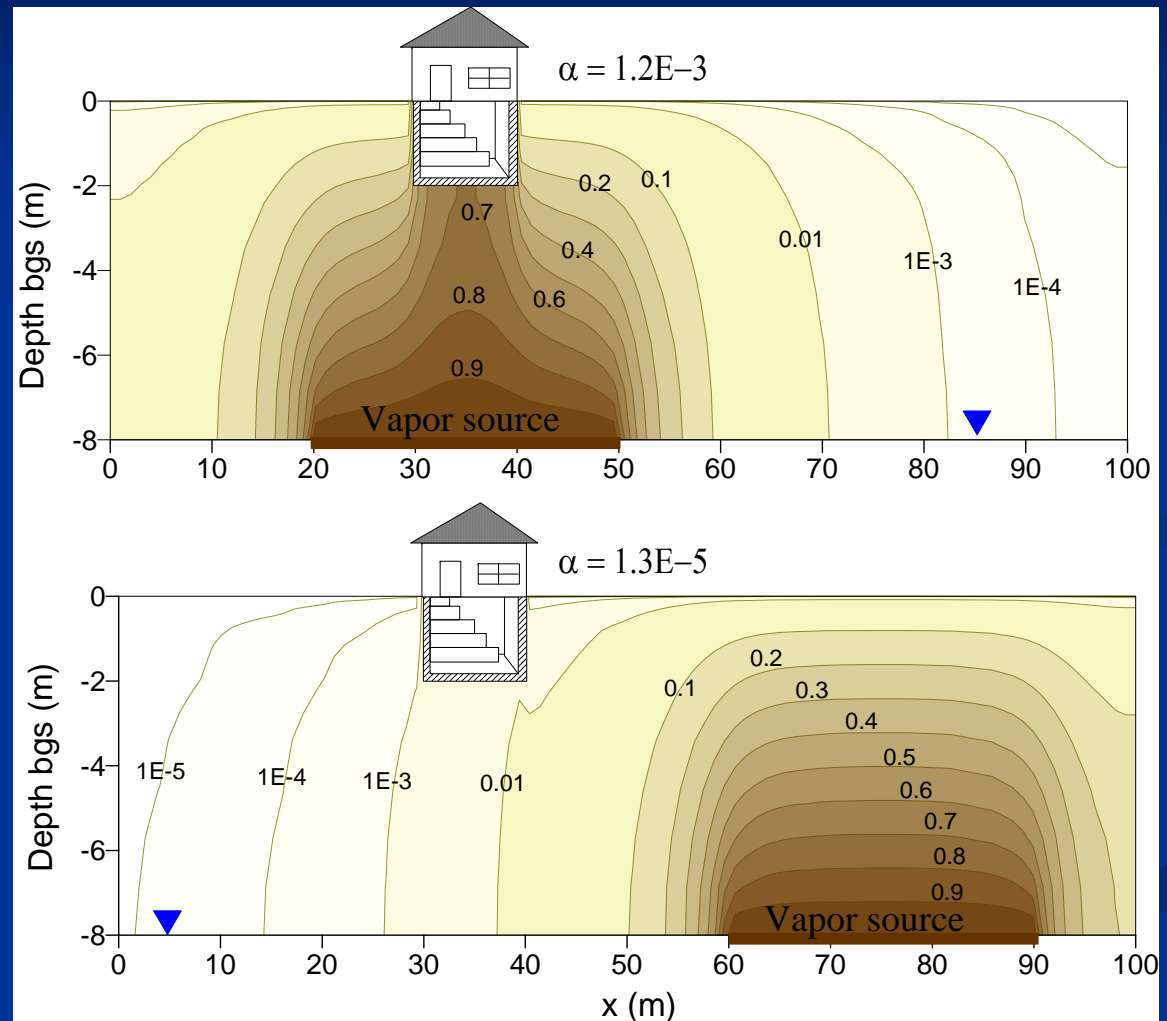 α = 1.2E−3
Depth bgs (m)
0
-2
-4
-6
-8
0.7
0.8
0.9
0.2
0.1
0.4
0.6
0.01
1E-3
1E-4
Vapor source
0 10 20 30 40 50 60 70 80 90 100
α = 1.3E−5
Depth bgs (m)
0
-2
-4
-6
-8
1E-5
1E-4
1E-3
0.01
0.1
0.2
0.3
0.4
0.5
0.6
0.7
0.8
0.9
Vapor source
0 10 20 30 40 50 60 70 80 90 100
x (m)